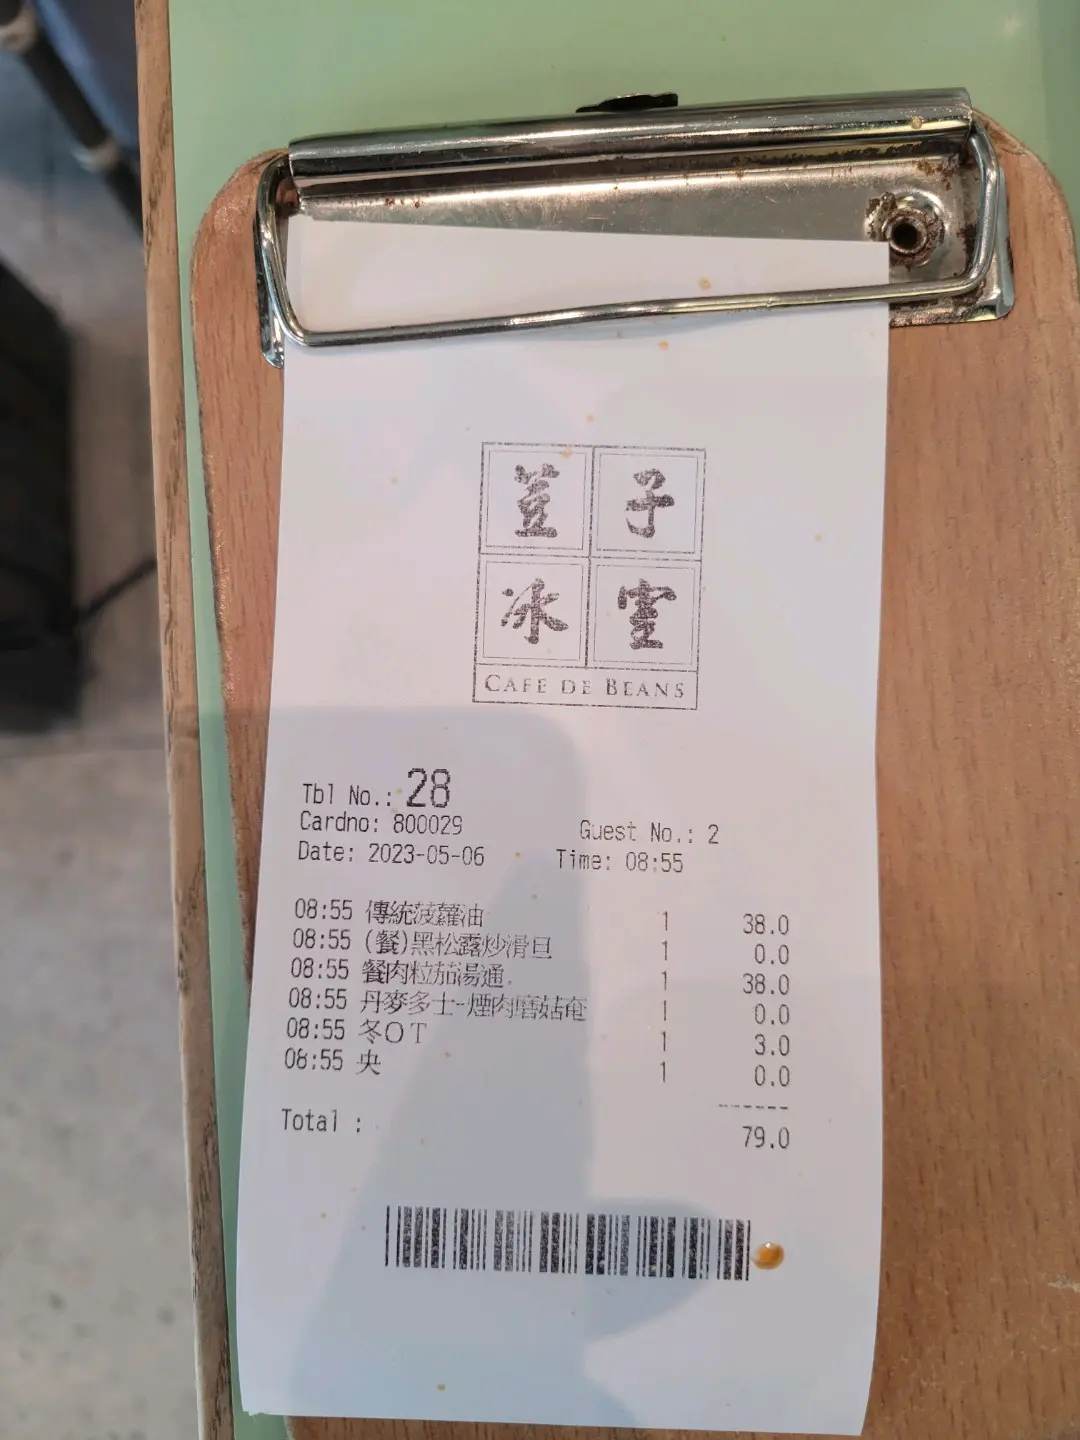 荳子
冰室
CAFE DE BEANS
Tbl No.: 28
Cardno: 800029 Guest No.: 2
Date: 2023-05-06 Time: 08:55
08:55 傳統菠蘿油 1 38.0
08:55 (餐)黑松露炒滑旦 1 0.0
08:55 餐肉粒茄湯通. 1 38.0
08:55 丹麥多士-煙肉磨菇奄 1 0.0
08:55 冬OT 1 3.0
08:55 央 1 0.0
------
Total : 79.0